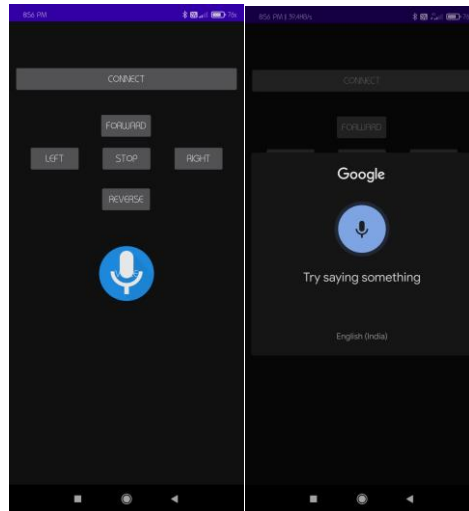 8:56 PM
CONNECT
FORWARD
LEFT STOP RIGHT
REVERSE
8:56 PM |
CONNECT
FORWARD
Google
Try saying something
English (India)